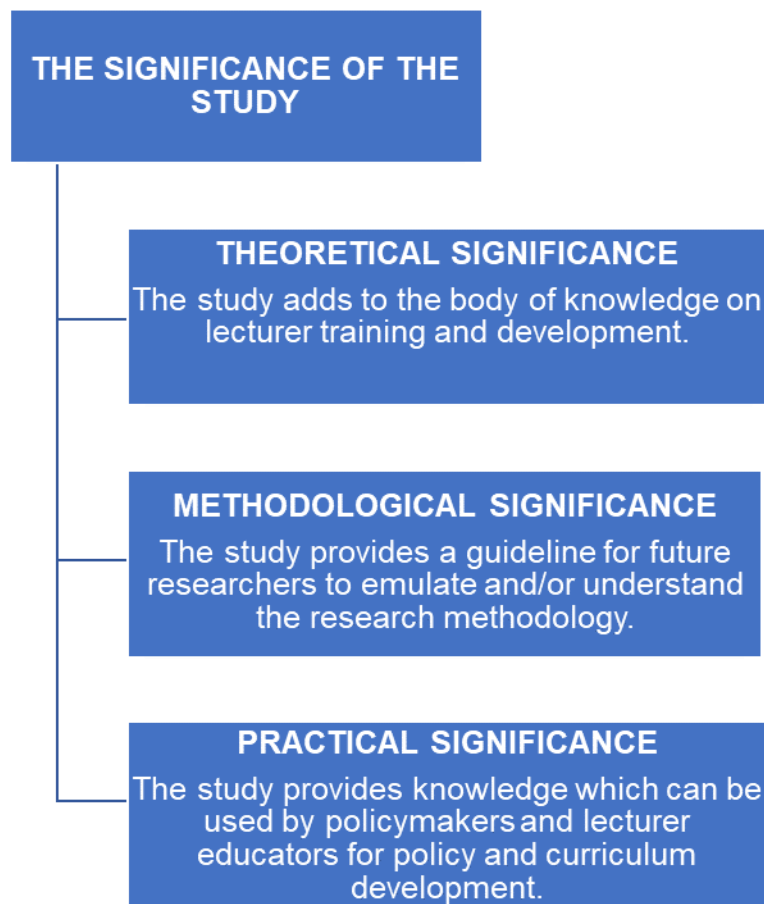 THE SIGNIFICANCE OF THE
STUDY
THEORETICAL SIGNIFICANCE
The study adds to the body of knowledge on
lecturer training and development.
METHODOLOGICAL SIGNIFICANCE
The study provides a guideline for future
researchers to emulate and/or understand
the research methodology.
PRACTICAL SIGNIFICANCE
The study provides knowledge which can be
used by policymakers and lecturer
educators for policy and curriculum
development.